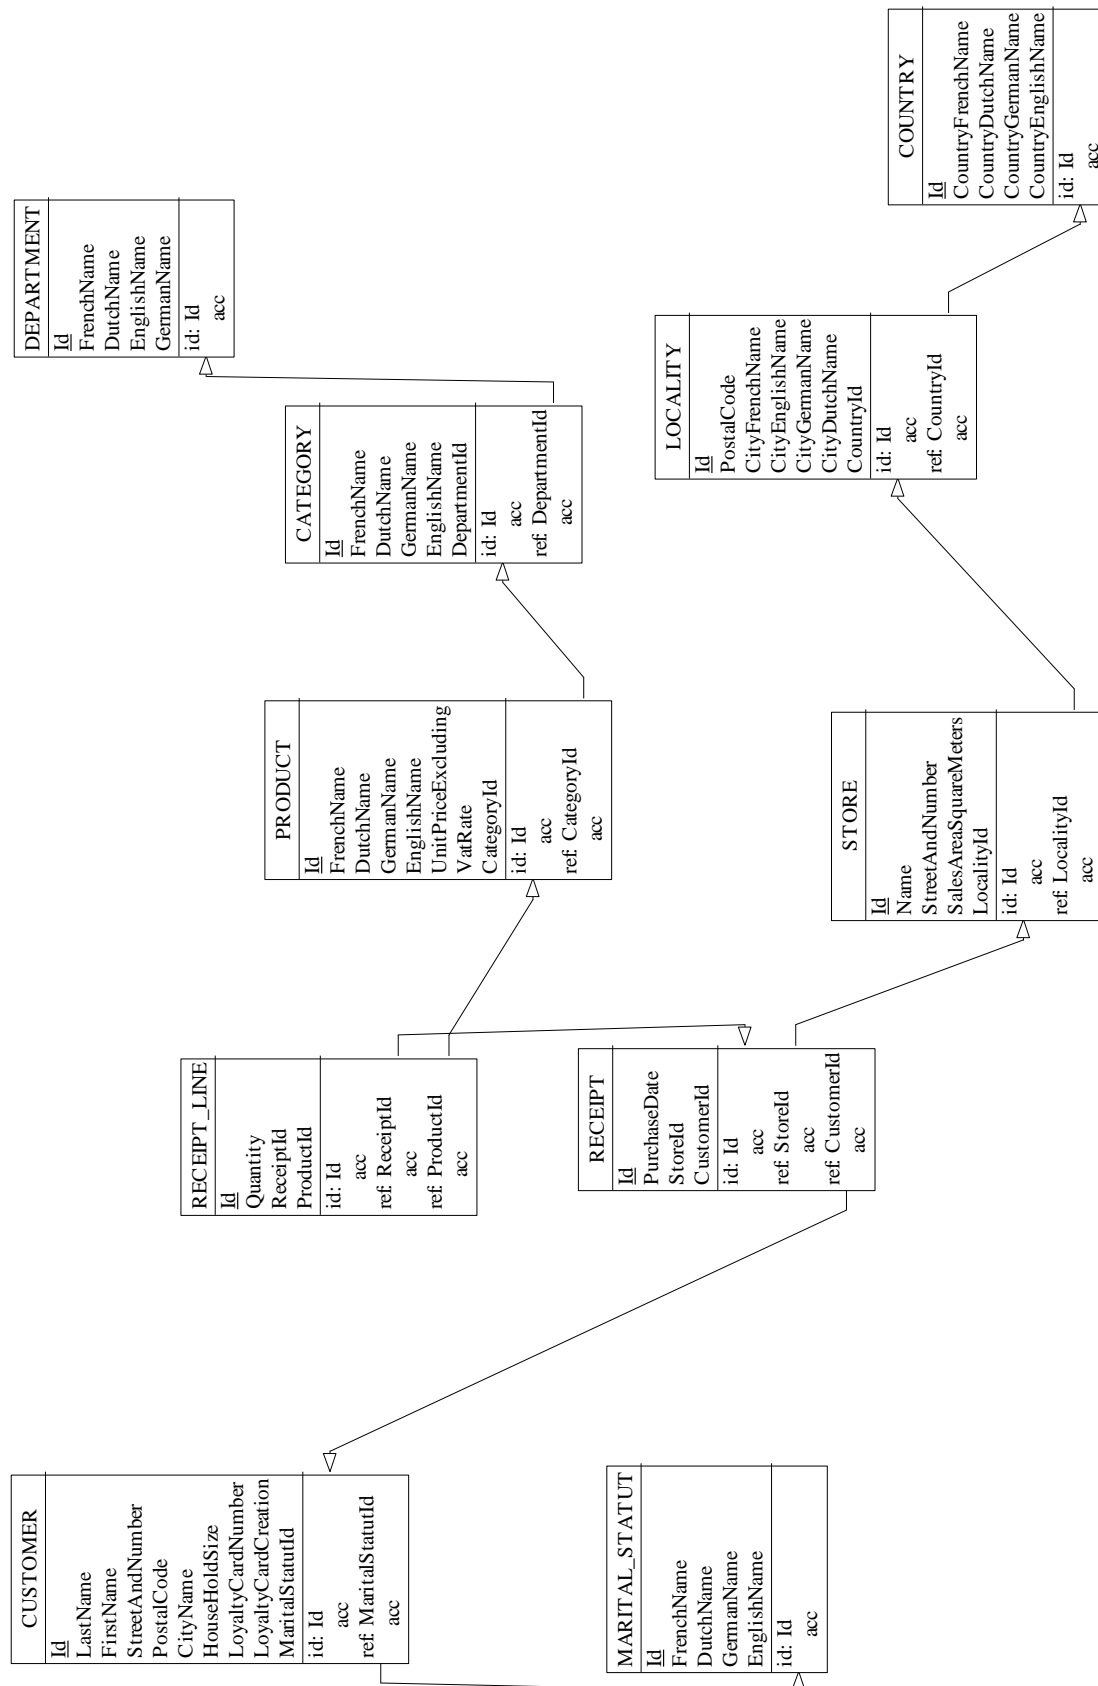 CUSTOMER
Id
LastName
FirstName
StreetAndNumber
PostalCode
CityName
HouseHoldSize
LoyaltyCardNumber
LoyaltyCardCreation
MaritalStatutId
id: Id
acc
ref: MaritalStatutId
acc
RECEIPT_LINE
Id
Quantity
ReceiptId
ProductId
id: Id
acc
ref: ReceiptId
acc
ref: ProductId
acc
PRODUCT
Id
FrenchName
DutchName
GermanName
EnglishName
UnitPriceExcluding
VatRate
CategoryId
id: Id
acc
ref: CategoryId
acc
CATEGORY
Id
FrenchName
DutchName
GermanName
EnglishName
DepartmentId
id: Id
acc
ref: DepartmentId
acc
DEPARTMENT
Id
FrenchName
DutchName
EnglishName
GermanName
id: Id
acc
MARITAL_STATUT
Id
FrenchName
DutchName
GermanName
EnglishName
id: Id
acc
RECEIPT
Id
PurchaseDate
StoreId
CustomerId
id: Id
acc
ref: StoreId
acc
ref: CustomerId
acc
STORE
Id
Name
StreetAndNumber
SalesAreaSquareMeters
LocalityId
id: Id
acc
ref: LocalityId
acc
LOCALITY
Id
PostalCode
CityFrenchName
CityEnglishName
CityGermanName
CityDutchName
CountryId
id: Id
acc
ref: CountryId
acc
COUNTRY
Id
CountryFrenchName
CountryDutchName
CountryGermanName
CountryEnglishName
id: Id
acc